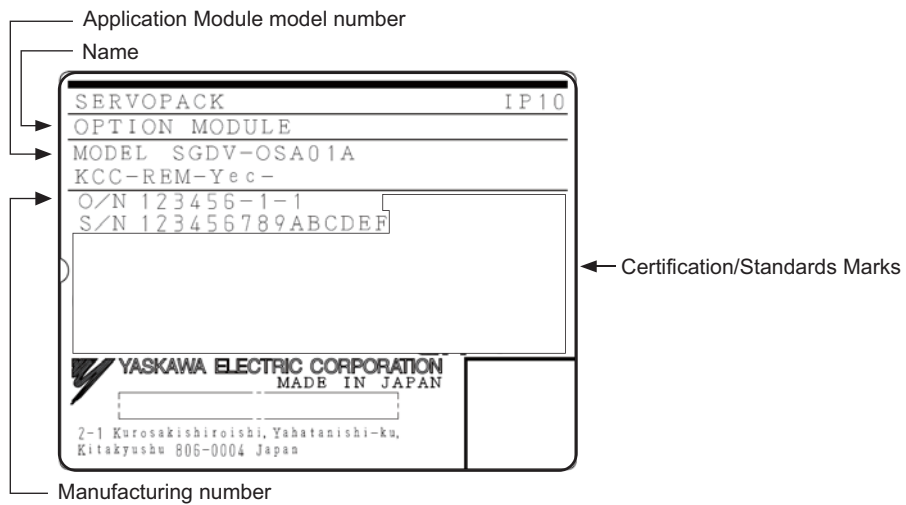 Application Module model number
Name
SERVOPACK IP10
OPTION MODULE
MODEL SGDV-OSA01A
KCC-REM-Yec-
O/N 123456-1-1
S/N 123456789ABCDEF
Certification/Standards Marks
YASKAWA ELECTRIC CORPORATION
MADE IN JAPAN
2-1 Kurosakishiroishi, Yahatanishi-ku,
Kitakyushu 806-0004 Japan
Manufacturing number